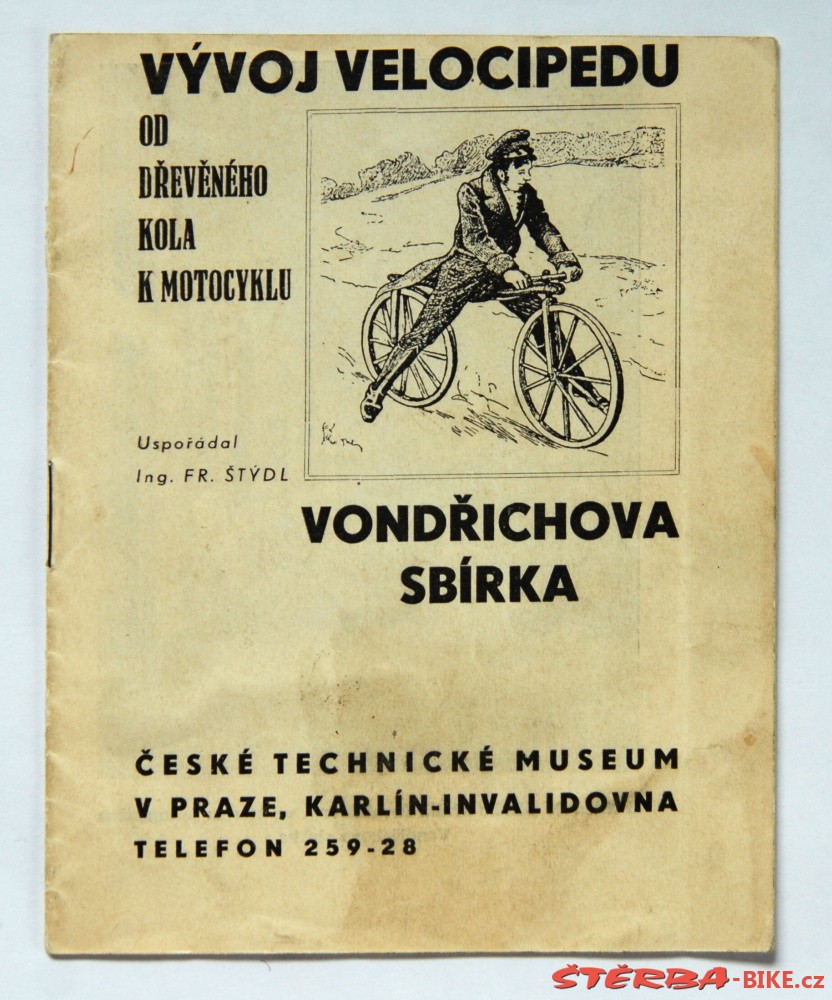 VÝVOJ VELOCIPEDU
OD
DŘEVĚNÉHO
KOLA
K MOTOCYKLU
Uspořádal
Ing. FR. ŠTÝDL
VONDŘICHOVA
SBÍRKA
ČESKÉ TECHNICKÉ MUSEUM
V PRAZE, KARLÍN-INVALIDOVNA
TELEFON 259-28
ŠTĚRBA-BIKE.cz